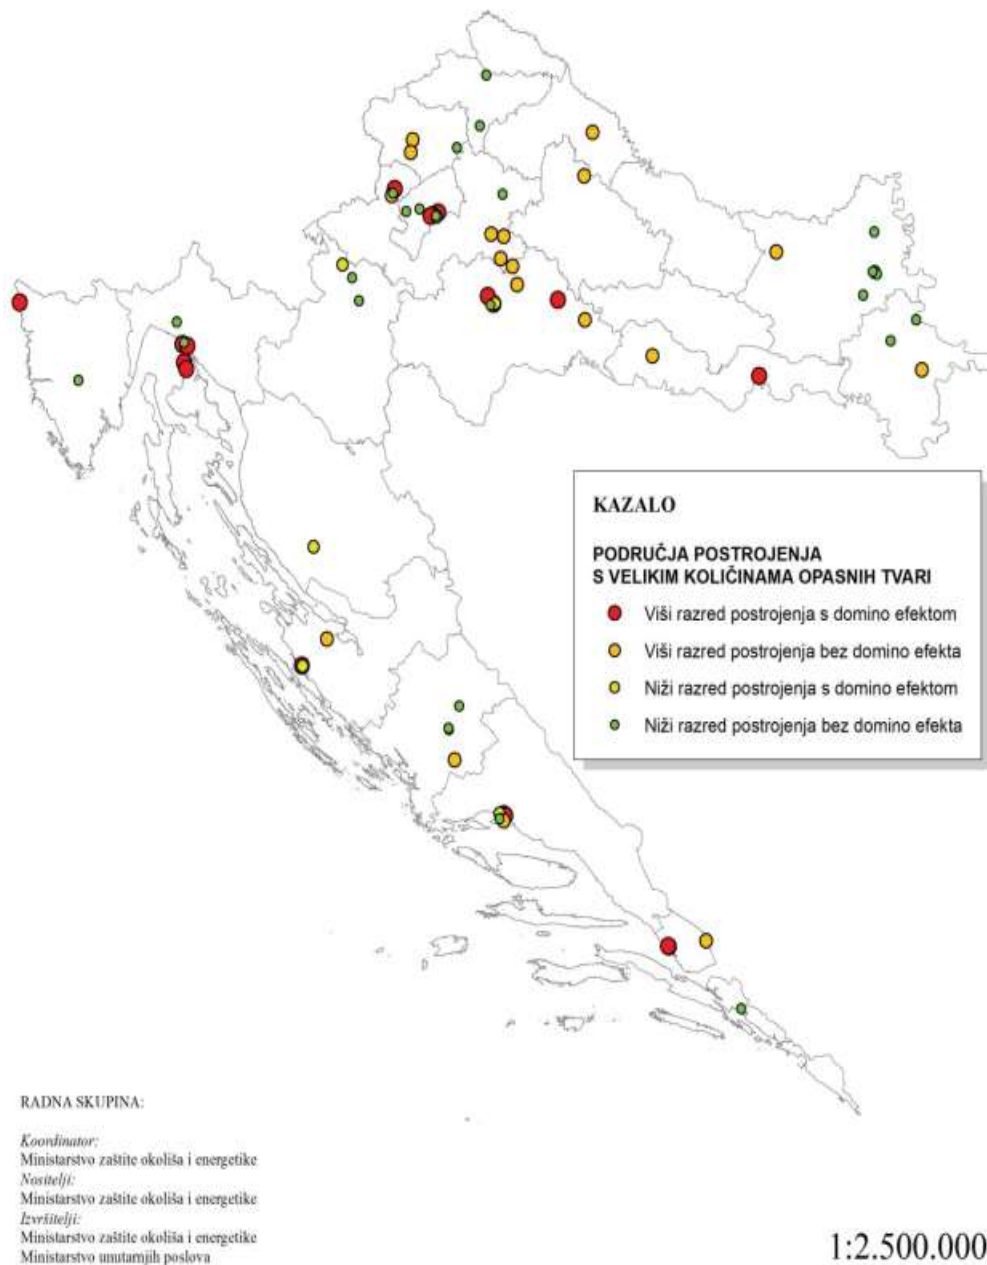 KAZALO
PODRUČJA POSTROJENJA
S VELIKIM KOLIČINAMA OPASNIH TVARI
Viši razred postrojenja s domino efektom
Viši razred postrojenja bez domino efekta
Niži razred postrojenja s domino efektom
Niži razred postrojenja bez domino efekta
RADNA SKUPINA:
Koordinator:
Ministarstvo zaštite okoliša i energetike
Nositelji:
Ministarstvo zaštite okoliša i energetike
Izvršitelji:
Ministarstvo zaštite okoliša i energetike
Ministarstvo unutarnjih poslova
1:2.500.000